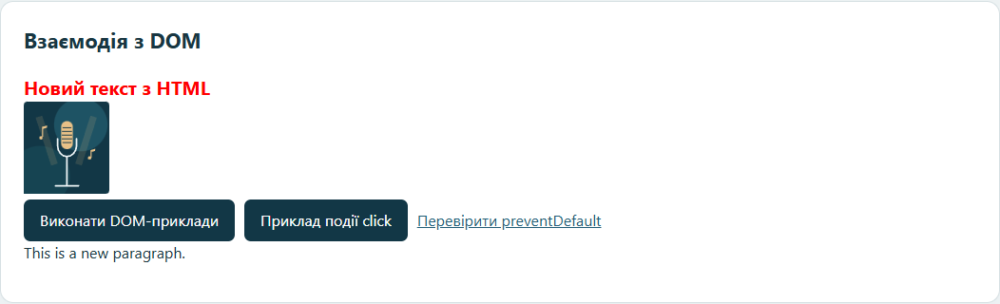 Взаємодія з DOM
Новий текст з HTML
Виконати DOM-приклади Приклад події click Перевірити preventDefault
This is a new paragraph.